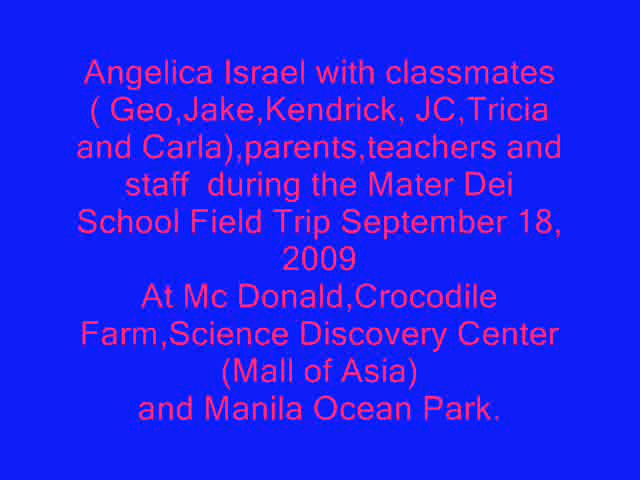 Angelica Israel with classmates
( Geo,Jake,Kendrick, JC,Tricia
and Carla),parents,teachers and
staff  during the Mater Dei
School Field Trip September 18,
2009
At Mc Donald,Crocodile
Farm,Science Discovery Center
(Mall of Asia)
and Manila Ocean Park.